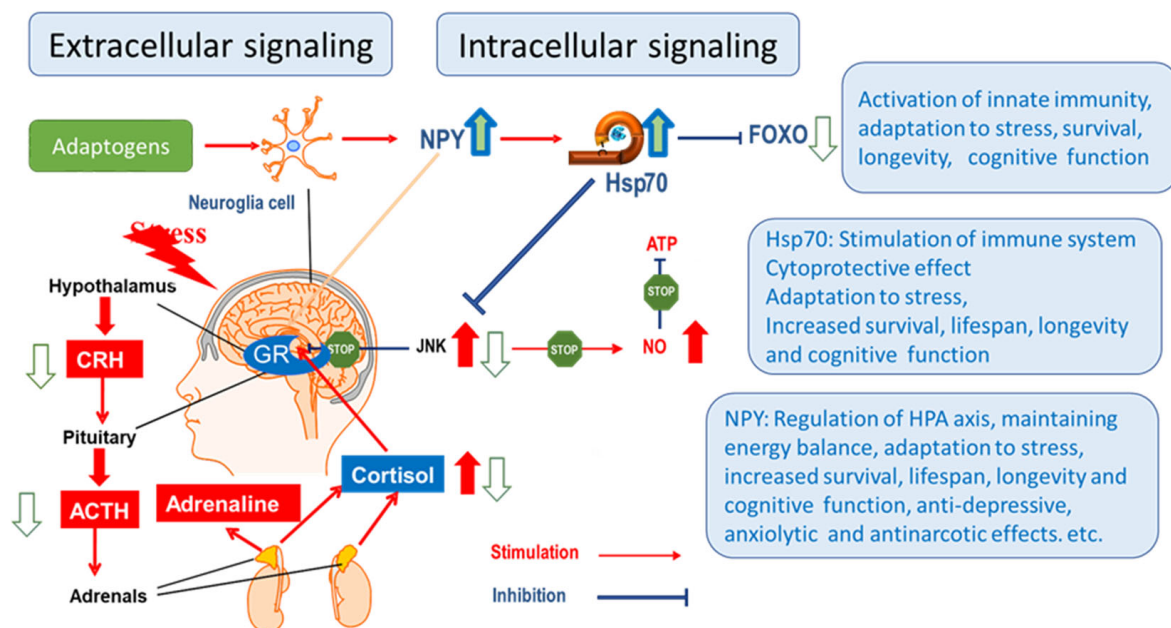 Extracellular signaling
Intracellular signaling
Adaptogens
Neuroglia cell
NPY
Hsp70
FOXO
Activation of innate immunity,
adaptation to stress, survival,
longevity, cognitive function
Stress
Hypothalamus
CRH
Pituitary
ACTH
Adrenals
GR
STOP
JNK
STOP
NO
STOP
ATP
Adrenaline
Cortisol
Hsp70: Stimulation of immune system
Cytoprotective effect
Adaptation to stress,
Increased survival, lifespan, longevity
and cognitive function
NPY: Regulation of HPA axis, maintaining
energy balance, adaptation to stress,
increased survival, lifespan, longevity and
cognitive function, anti-depressive,
anxiolytic and antinarcotic effects. etc.
Stimulation
Inhibition